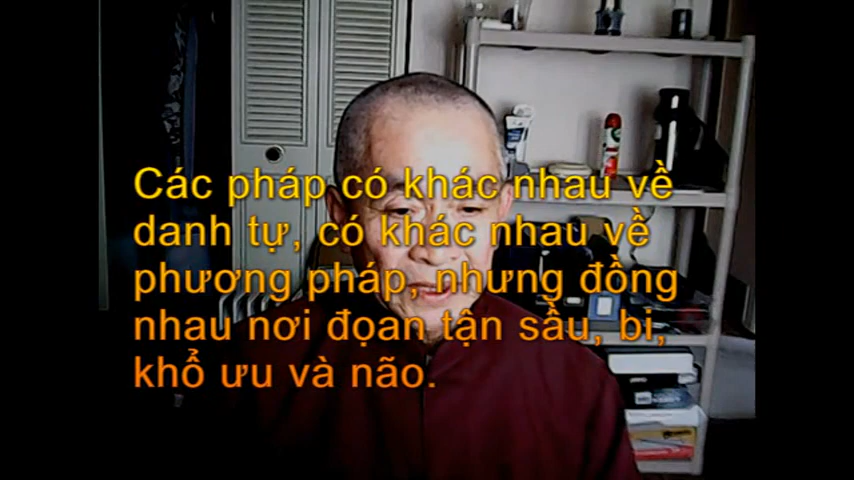 Các pháp có khác nhau về
danh tự, có khác nhau về
phương pháp, nhưng đồng
nhau nơi đọan tận sầu, bi,
khổ ưu và não.